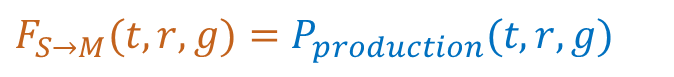 F_{S→M}(t, r, g) = P_{production}(t, r, g)